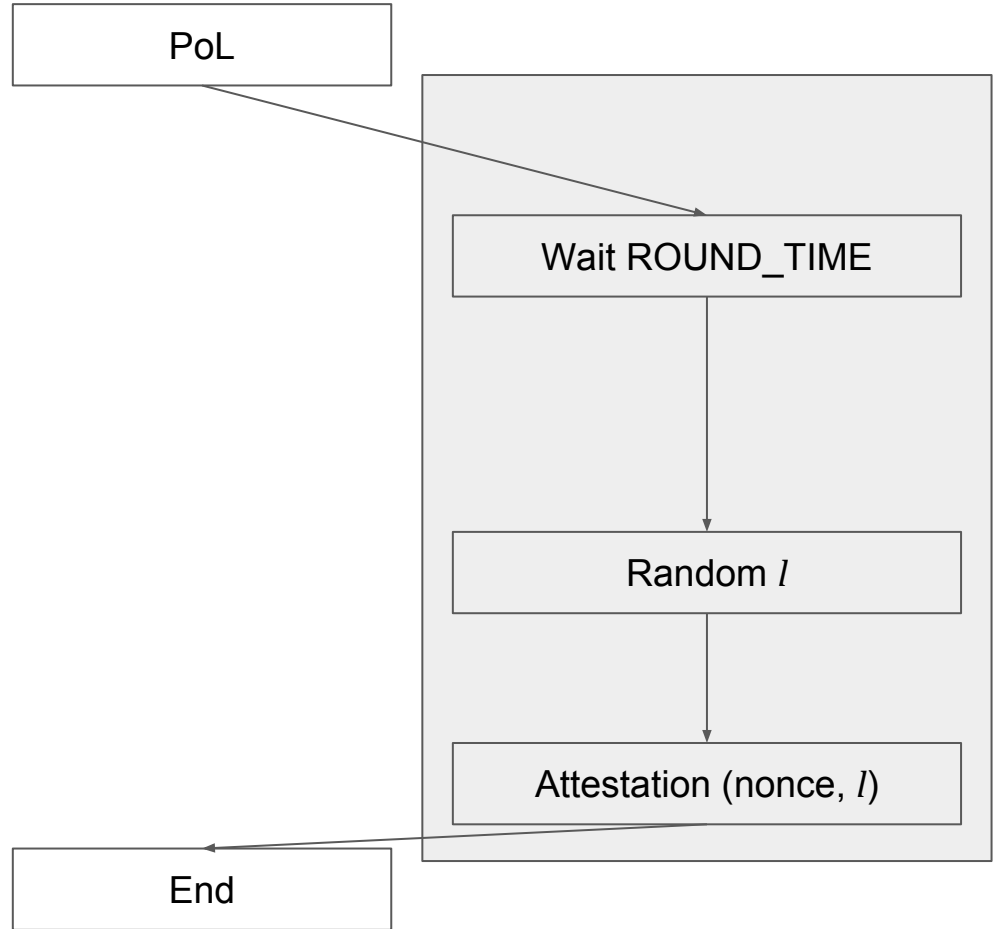 PoL
Wait ROUND_TIME
Random l
Attestation (nonce, l)
End